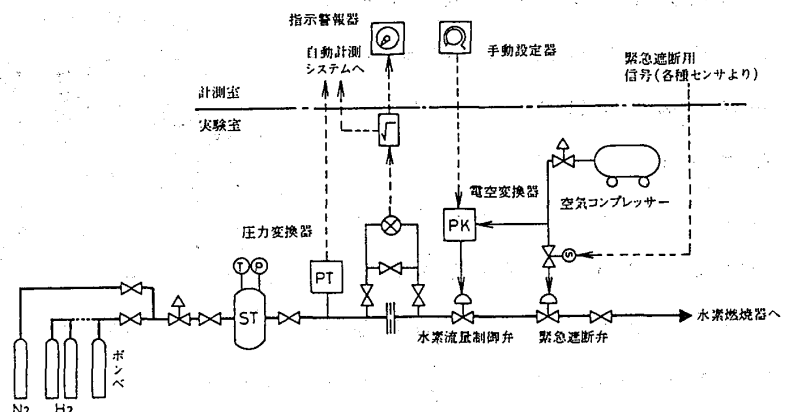 指示警報器
自動計測
システムへ
手動設定器
緊急遮断用
信号(各種センサより)
計測室
実験室
√
電空変換器
空気コンプレッサー
圧力変換器
PK
S
T P
PT
ST
水素燃焼器へ
水素流量制御弁
緊急遮断弁
ボンベ
N2 H2